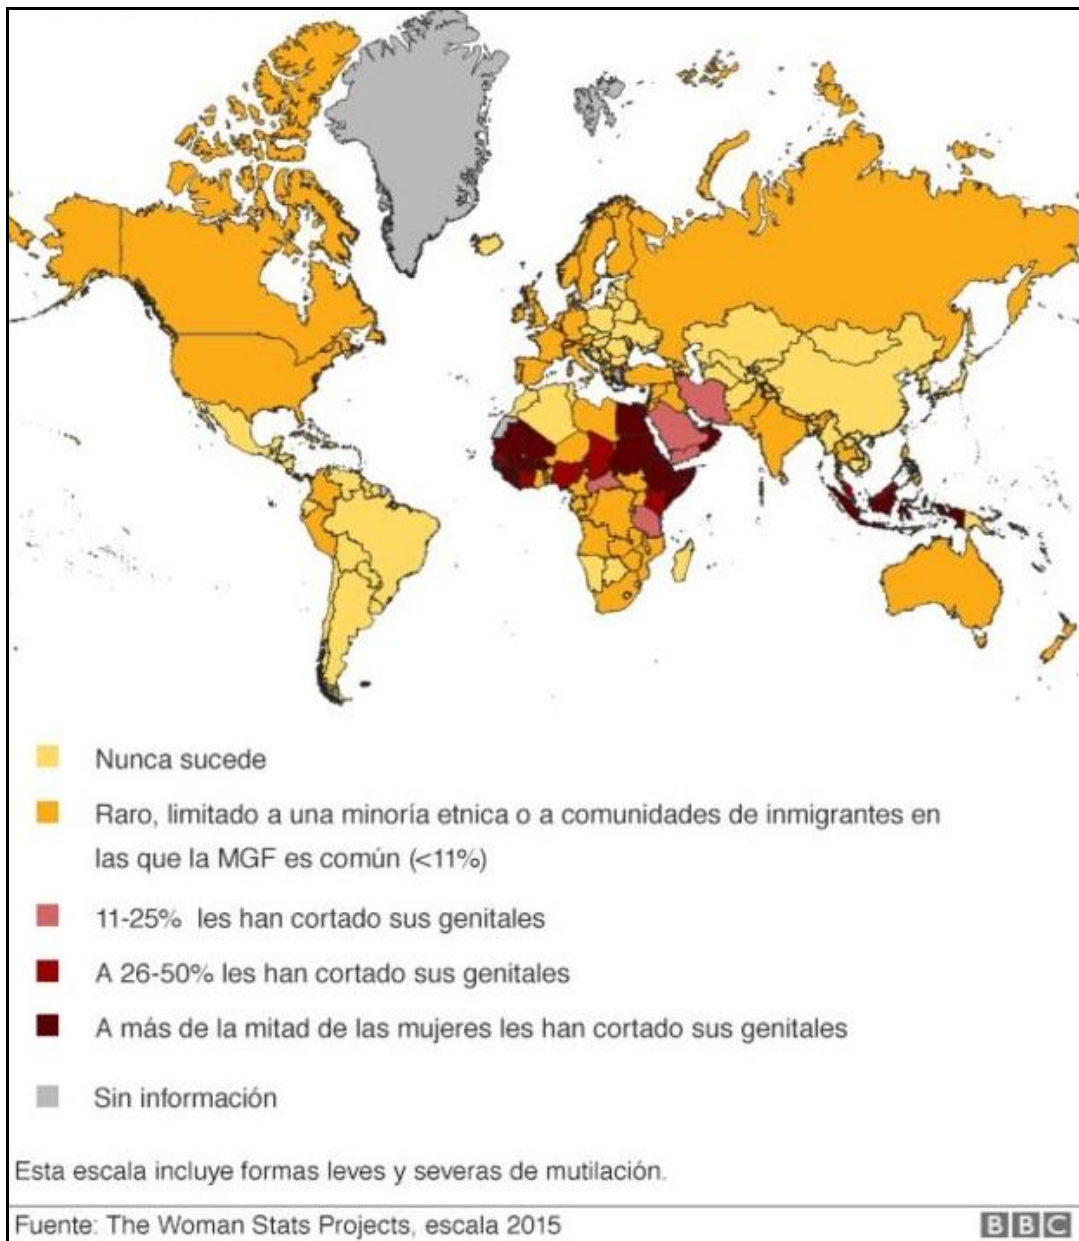 Nunca sucede
Raro, limitado a una minoría etnica o a comunidades de inmigrantes en
las que la MGF es común (<11%)
11-25% les han cortado sus genitales
A 26-50% les han cortado sus genitales
A más de la mitad de las mujeres les han cortado sus genitales
Sin información
Esta escala incluye formas leves y severas de mutilación.
Fuente: The Woman Stats Projects, escala 2015
BBC